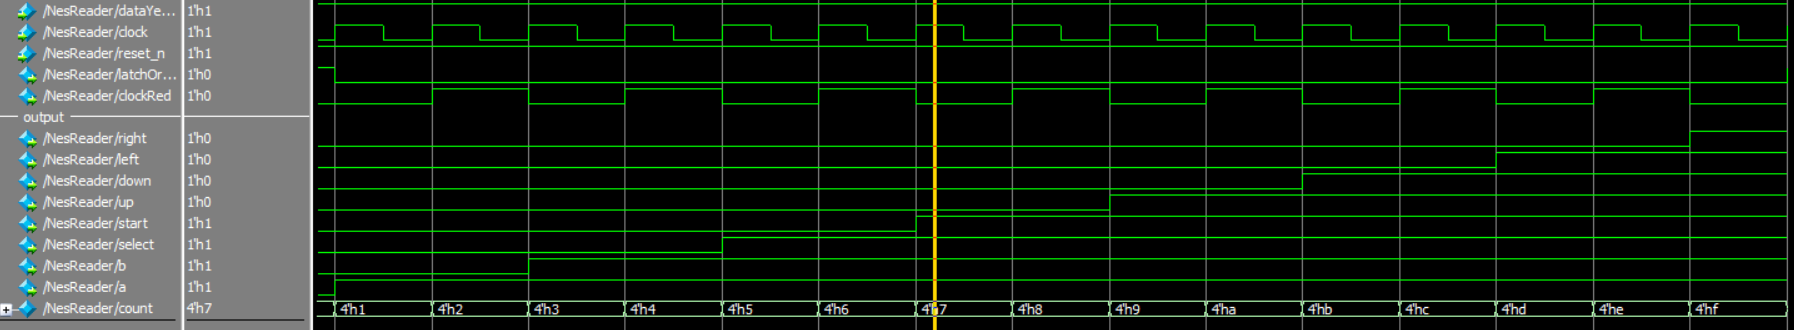 /NesReader/dataYe... 1'h1
/NesReader/clock 1'h1
/NesReader/reset_n 1'h1
/NesReader/latchOr... 1'h0
/NesReader/clockRed 1'h0
output
/NesReader/right 1'h0
/NesReader/left 1'h0
/NesReader/down 1'h0
/NesReader/up 1'h0
/NesReader/start 1'h1
/NesReader/select 1'h1
/NesReader/b 1'h1
/NesReader/a 1'h1
/NesReader/count 4'h7 4'h1 4'h2 4'h3 4'h4 4'h5 4'h6 4'h7 4'h8 4'h9 4'ha 4'hb 4'hc 4'hd 4'he 4'hf